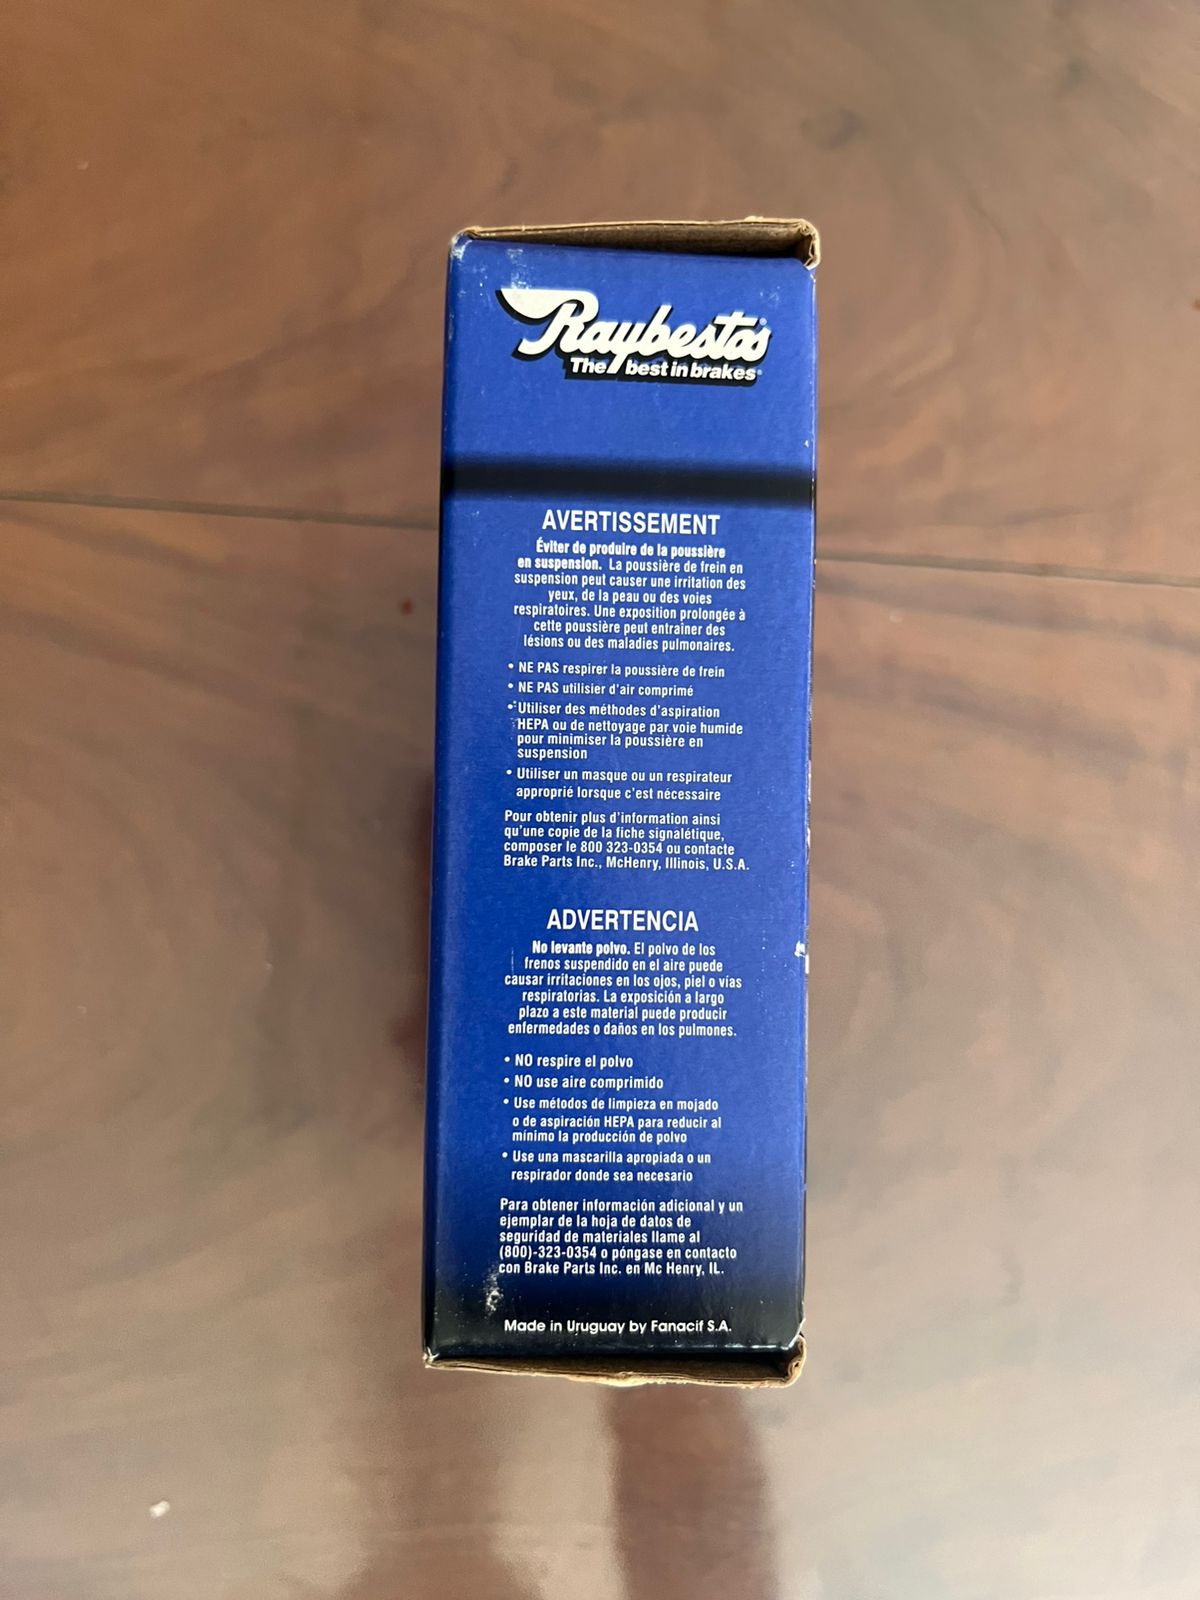 Raybestos®
The best in brakes®
AVERTISSEMENT
Éviter de produire de la poussière
en suspension. La poussière de frein en
suspension peut causer une irritation des
yeux, de la peau ou des voies
respiratoires. Une exposition prolongée à
cette poussière peut entraîner des
lésions ou des maladies pulmonaires.
• NE PAS respirer la poussière de frein
• NE PAS utilisier d'air comprimé
• Utiliser des méthodes d'aspiration
HEPA ou de nettoyage par voie humide
pour minimiser la poussière en
suspension
• Utiliser un masque ou un respirateur
approprié lorsque c'est nécessaire
Pour obtenir plus d'information ainsi
qu'une copie de la fiche signalétique,
composer le 800 323-0354 ou contacte
Brake Parts Inc., McHenry, Illinois, U.S.A.
ADVERTENCIA
No levante polvo. El polvo de los
frenos suspendido en el aire puede
causar irritaciones en los ojos, piel o vías
respiratorias. La exposición a largo
plazo a este material puede producir
enfermedades o daños en los pulmones.
• NO respire el polvo
• NO use aire comprimido
• Use métodos de limpieza en mojado
o de aspiración HEPA para reducir al
mínimo la producción de polvo
• Use una mascarilla apropiada o un
respirador donde sea necesario
Para obtener información adicional y un
ejemplar de la hoja de datos de
seguridad de materiales llame al
(800)-323-0354 o póngase en contacto
con Brake Parts Inc. en Mc Henry, IL.
Made in Uruguay by Fanacif S.A.